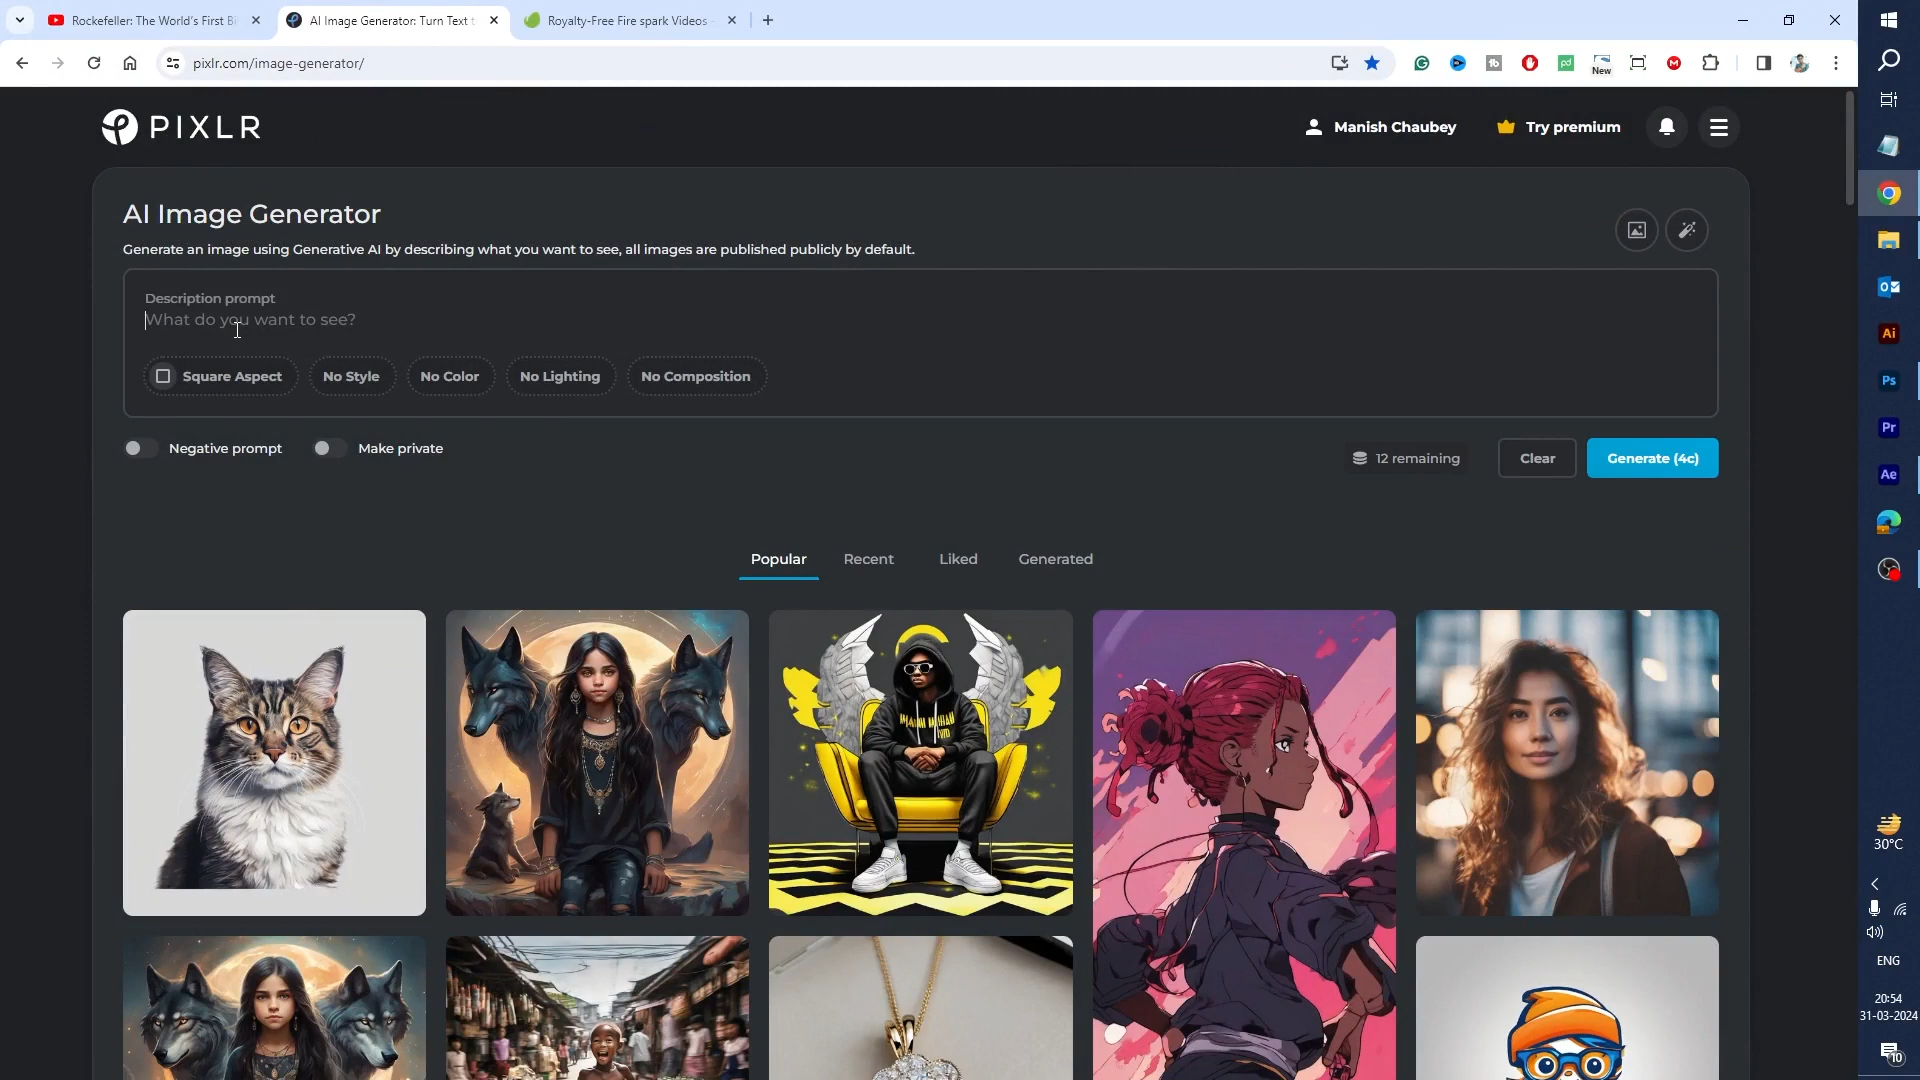 Rockefeller: The World's First Bi
AI Image Generator: Turn Text t
Royalty-Free Fire spark Videos
pixlr.com/image-generator/
New
PIXLR
Manish Chaubey
Try premium
AI Image Generator
Generate an image using Generative AI by describing what you want to see, all images are published publicly by default.
Description prompt
What do you want to see?
Square Aspect
No Style
No Color
No Lighting
No Composition
Negative prompt
Make private
12 remaining
Clear
Generate (4c)
Popular
Recent
Liked
Generated
Ai
Ps
Pr
Ae
30°C
ENG
20:54
31-03-2024
10